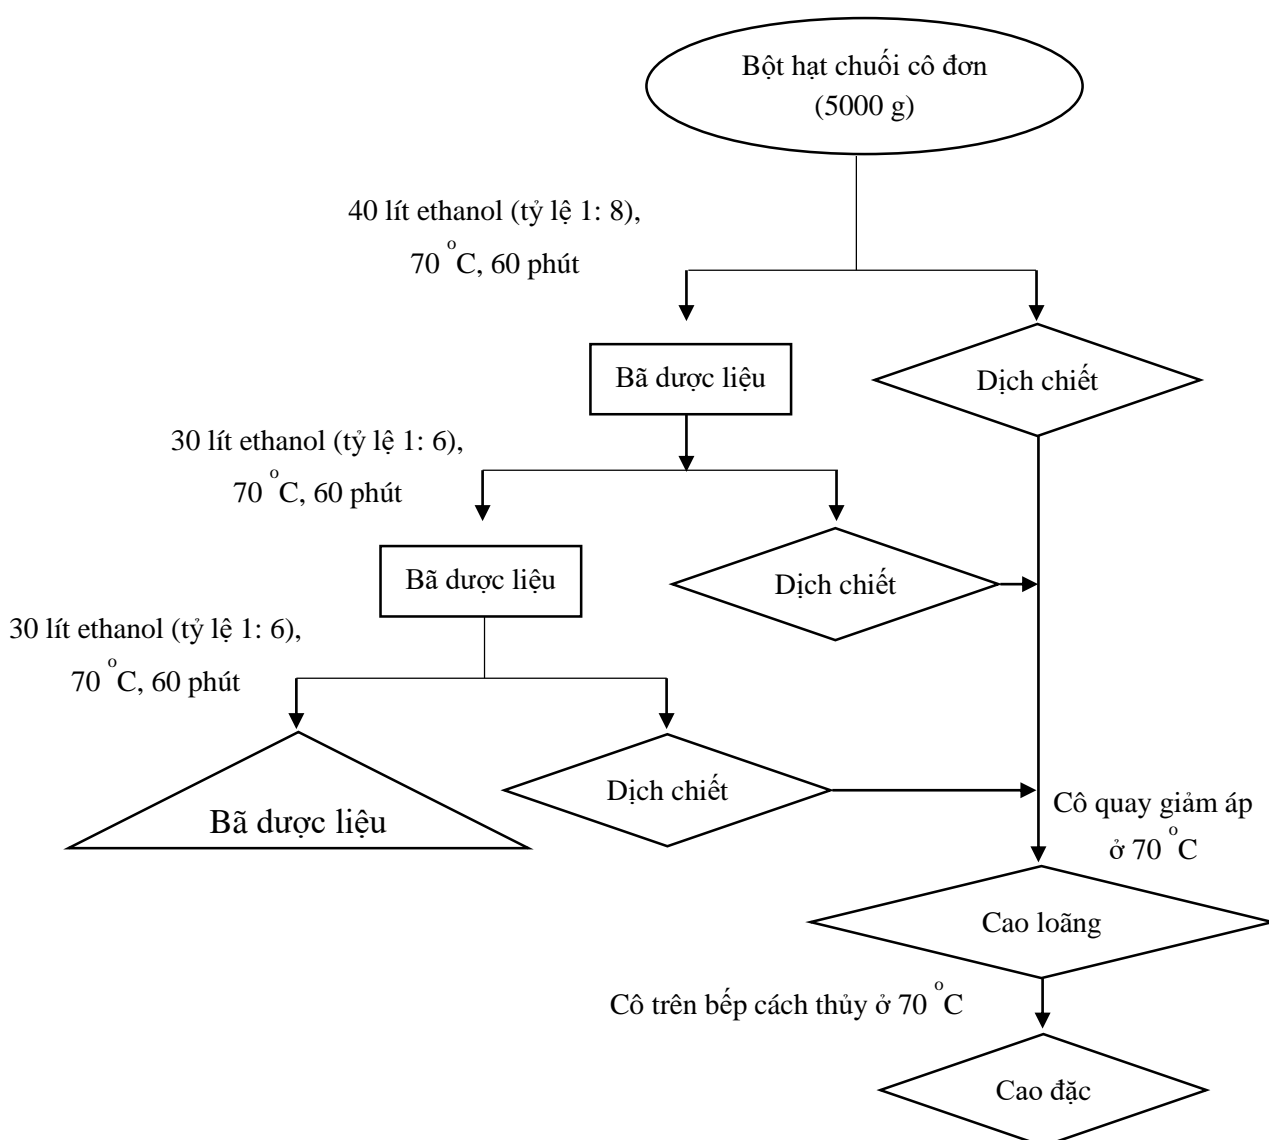 Bột hạt chuối cô đơn
(5000 g)
40 lít ethanol (tỷ lệ 1: 8),
70 °C, 60 phút
Bã dược liệu
Dịch chiết
30 lít ethanol (tỷ lệ 1: 6),
70 °C, 60 phút
Bã dược liệu
Dịch chiết
30 lít ethanol (tỷ lệ 1: 6),
70 °C, 60 phút
Bã dược liệu
Dịch chiết
Cô quay giảm áp
ở 70 °C
Cao loãng
Cô trên bếp cách thủy ở 70 °C
Cao đặc